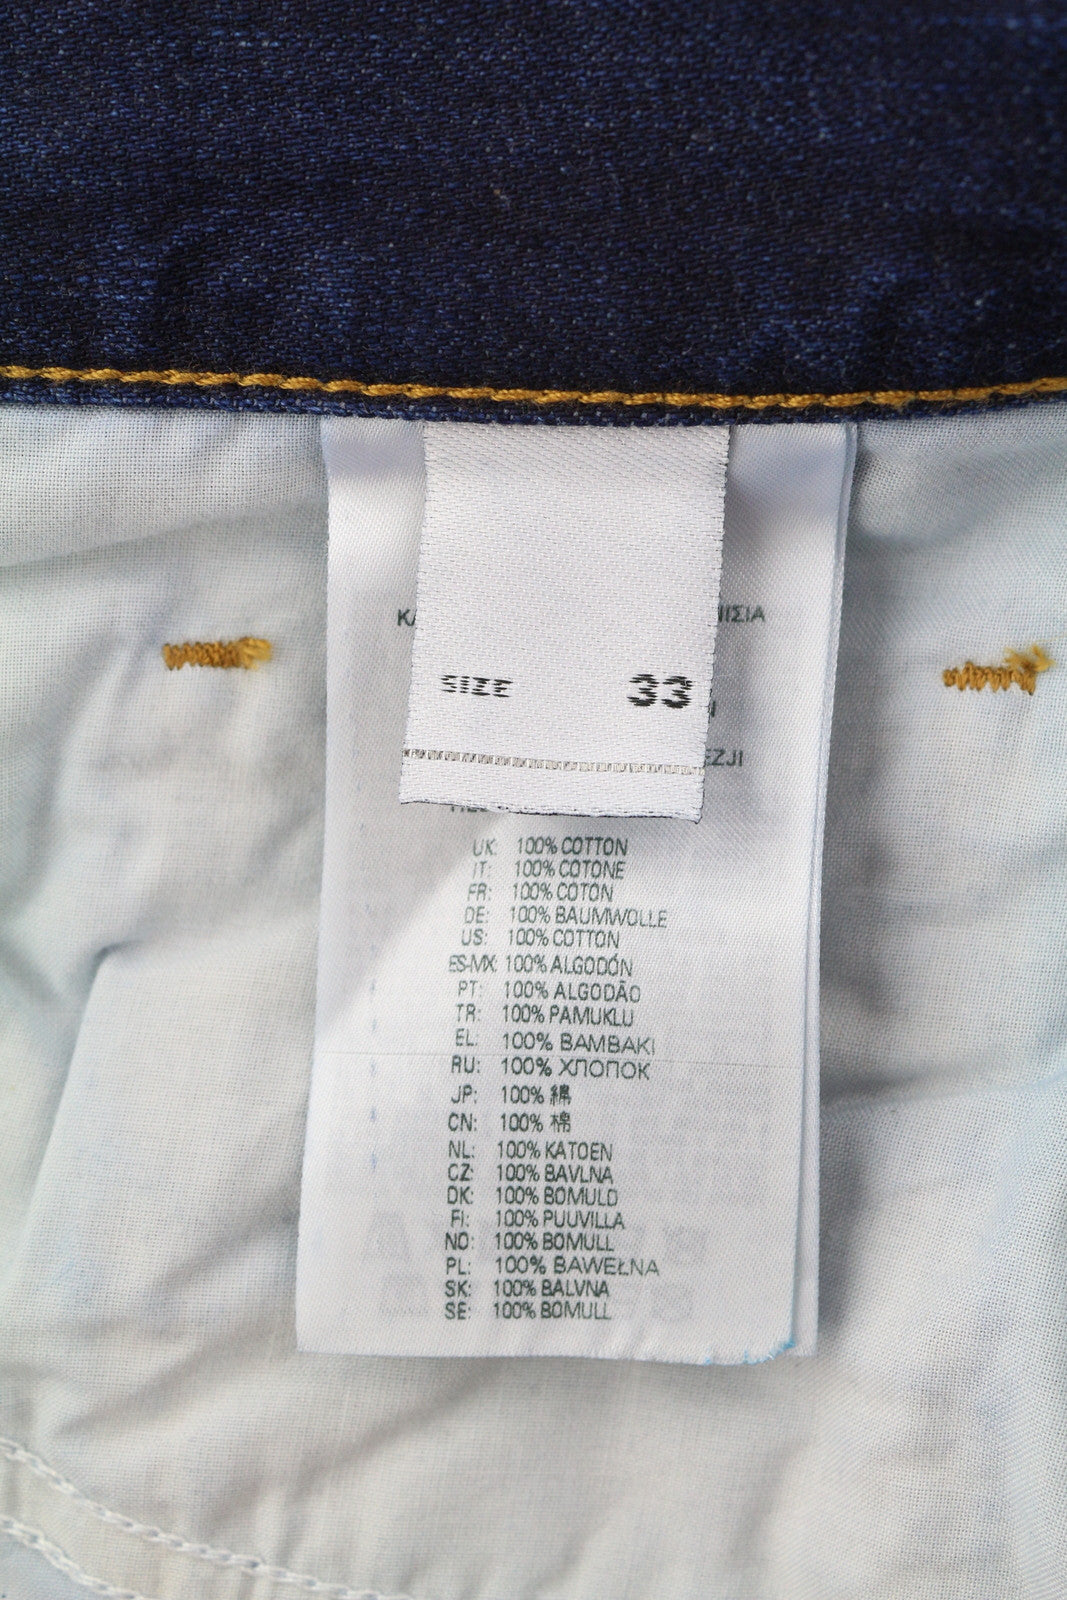 ΙΣΙΑ
SIZE 33
EZJI
UK: 100% COTTON
IT: 100% COTONE
FR: 100% COTON
DE: 100% BAUMWOLLE
US: 100% COTTON
ES-MX: 100% ALGODÓN
PT: 100% ALGODÃO
TR: 100% PAMUKLU
EL: 100% BAMBAKI
RU: 100% ХЛОПОК
JP: 100% 綿
CN: 100% 棉
NL: 100% KATOEN
CZ: 100% BAVLNA
DK: 100% BOMULD
FI: 100% PUUVILLA
NO: 100% BOMULL
PL: 100% BAWEŁNA
SK: 100% BALVNA
SE: 100% BOMULL